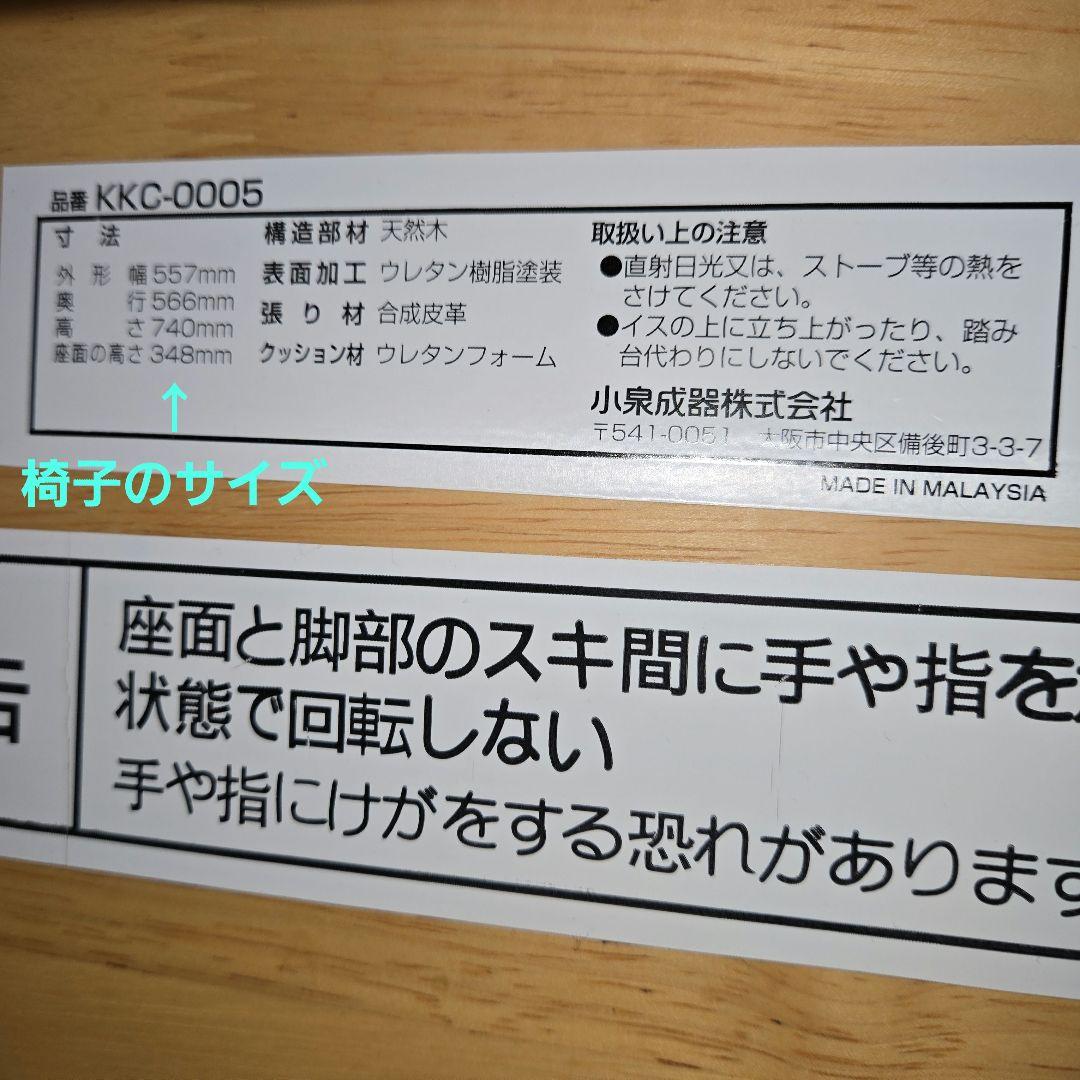 品番 KKC-0005
寸 法
外 形 幅 557mm
奥 行 566mm
高 さ 740mm
座面の高さ 348mm
構造部材 天然木
表面加工 ウレタン樹脂塗装
張り材 合成皮革
クッション材 ウレタンフォーム
取扱い上の注意
●直射日光又は、ストーブ等の熱を
さけてください。
●イスの上に立ち上がったり、踏み
台代わりにしないでください。
小泉成器株式会社
〒541-0051 大阪市中央区備後町3-3-7
MADE IN MALAYSIA
↑
椅子のサイズ
座面と脚部のスキ間に手や指を
状態で回転しない
手や指にけがをする恐れがあります